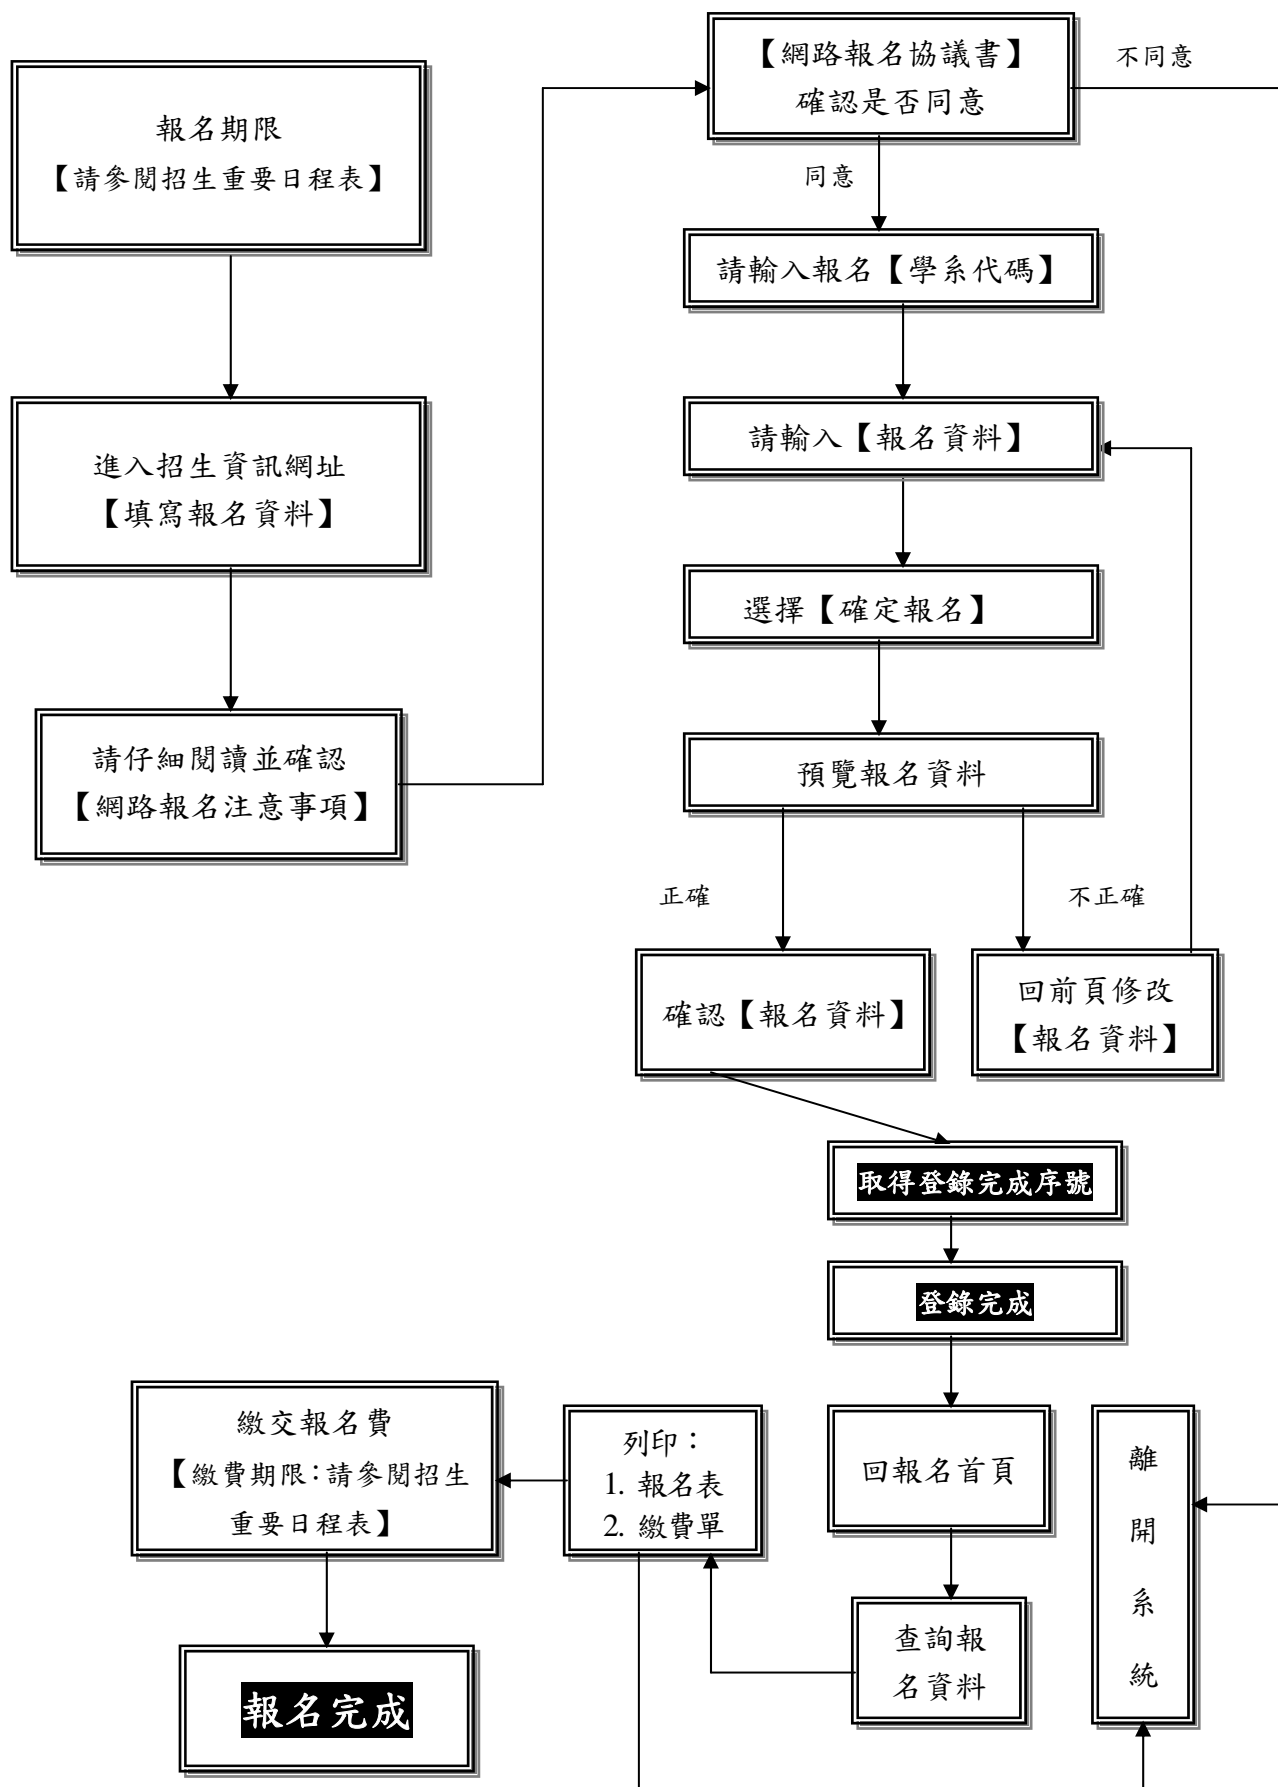 報名期限
【請參閱招生重要日程表】
進入招生資訊網址
【填寫報名資料】
請仔細閱讀並確認
【網路報名注意事項】
【網路報名協議書】
確認是否同意
不同意
同意
請輸入報名【學系代碼】
請輸入【報名資料】
選擇【確定報名】
預覽報名資料
正確
不正確
確認【報名資料】
回前頁修改
【報名資料】
取得登錄完成序號
登錄完成
回報名首頁
查詢報
名資料
列印：
1. 報名表
2. 繳費單
繳交報名費
【繳費期限：請參閱招生
重要日程表】
報名完成
離
開
系
統